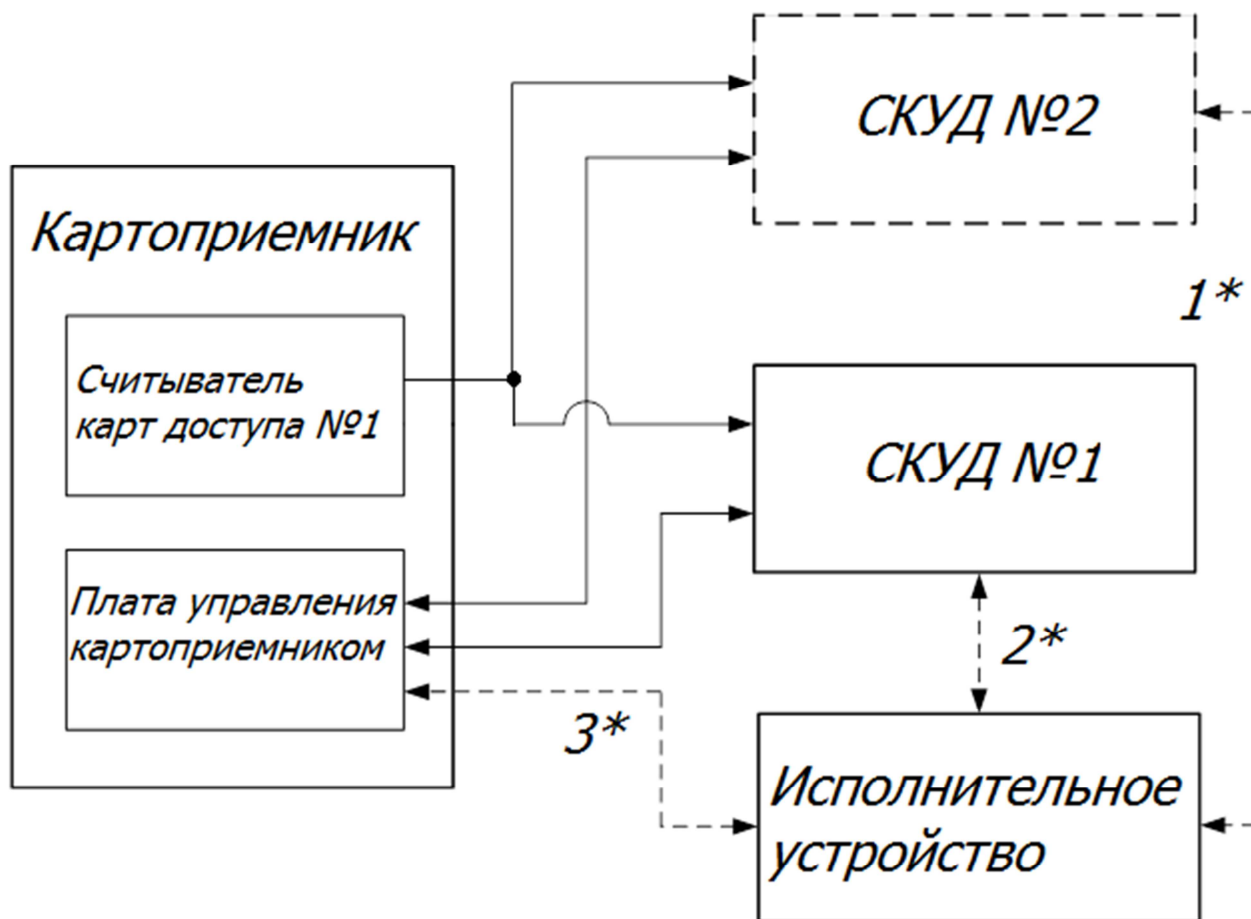 СКУД №2
Картоприемник
1*
Считыватель
карт доступа №1
СКУД №1
Плата управления
картоприемником
2*
3*
Исполнительное
устройство